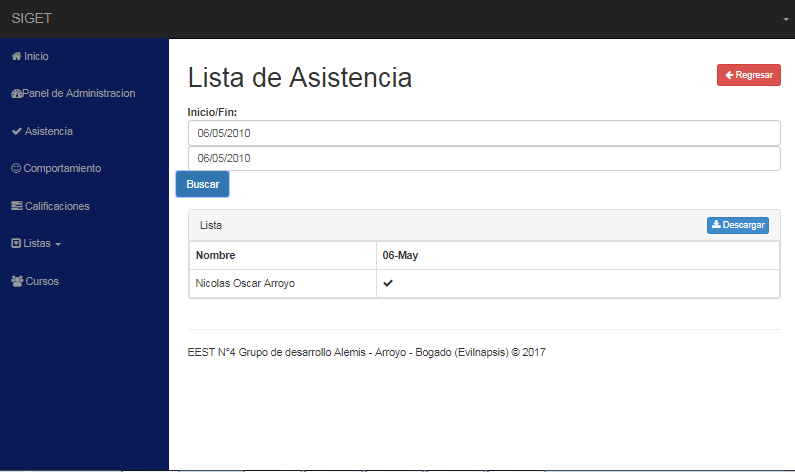 SIGET
Inicio
Panel de Administracion
Asistencia
Comportamiento
Calificaciones
Listas
Cursos
Lista de Asistencia
Regresar
Inicio/Fin:
06/05/2010
06/05/2010
Buscar
Lista
Descargar
Nombre 06-May
Nicolas Oscar Arroyo
EEST N°4 Grupo de desarrollo Alemis - Arroyo - Bogado (Evilnapsis) © 2017